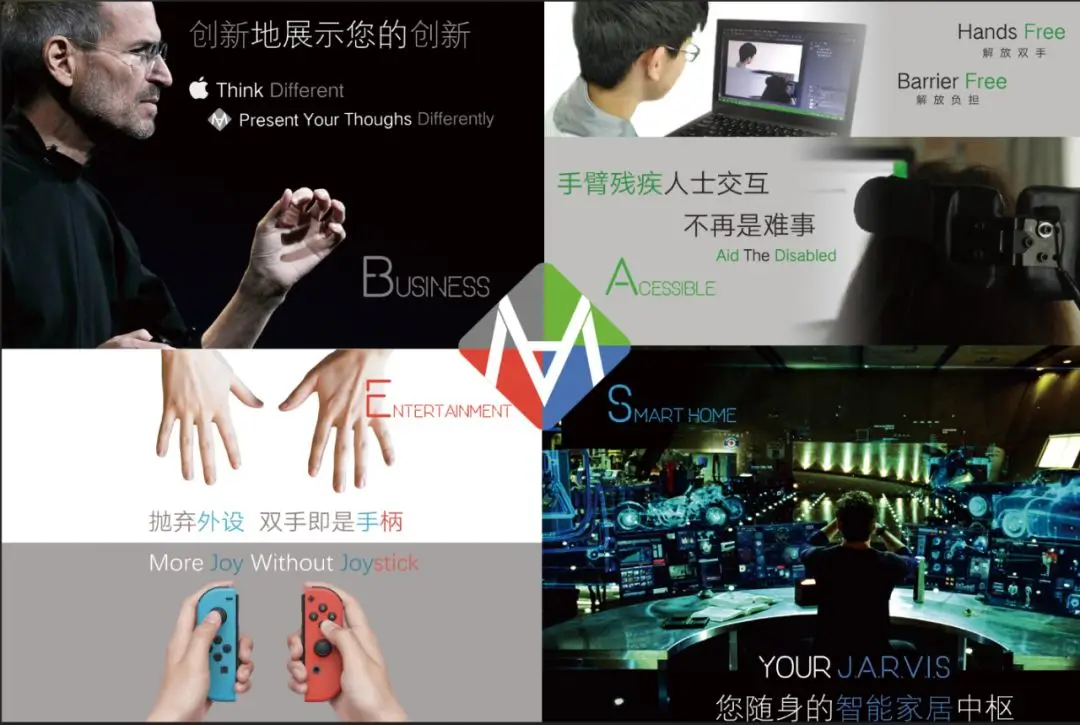 创新地展示您的创新
Think Different
Present Your Thoughs Differently
BUSINESS
Hands Free
解放双手
Barrier Free
解放负担
手臂残疾人士交互
不再是难事
Aid The Disabled
ACESSIBLE
ENTERTAINMENT
抛弃外设 双手即是手柄
More Joy Without Joystick
SMART HOME
YOUR J.A.R.V.I.S
您随身的智能家居中枢